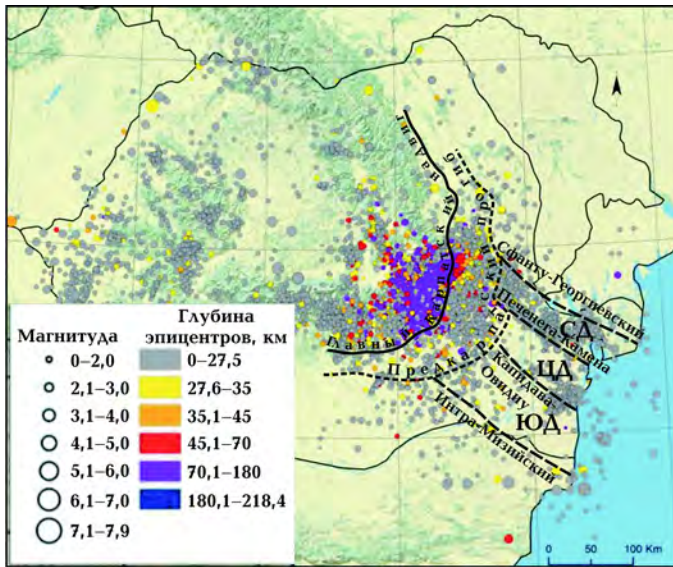 Главный карпатский надвиг
Предкарпатский прогиб
Сфанту-Георгиевский
Печенега-Камена
СД
ЦД
Капидава-
Овидиу
ЮД
Интра-Мизийский
Магнитуда
0–2,0
2,1–3,0
3,1–4,0
4,1–5,0
5,1–6,0
6,1–7,0
7,1–7,9
Глубина
эпицентров, км
0–27,5
27,6–35
35,1–45
45,1–70
70,1–180
180,1–218,4
0 50 100 Km